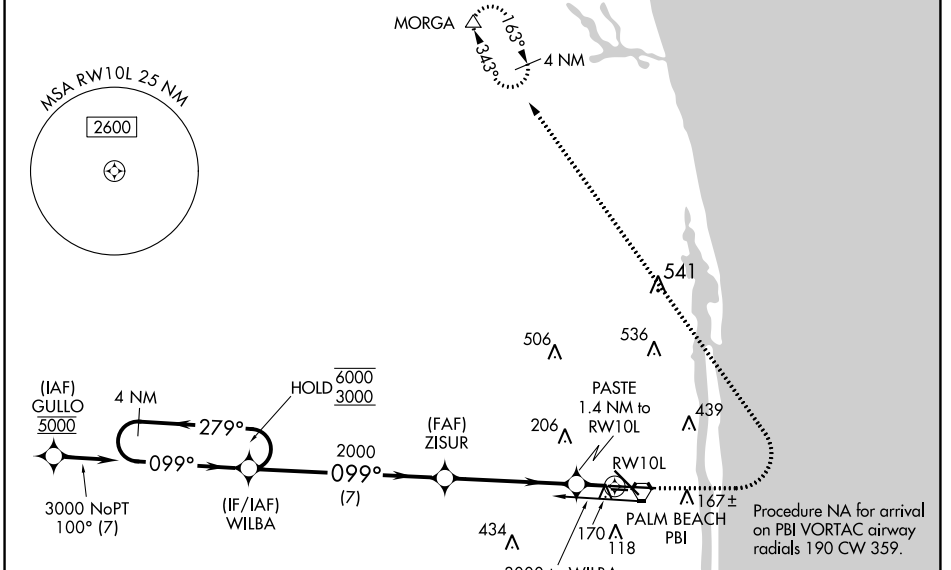 MORGA
163°
343°
4 NM
MSA RW10L 25 NM
2600
541
506
536
(IAF)
GULLO
5000
4 NM
HOLD
6000
3000
279°
099°
2000
099°
(7)
(FAF)
ZISUR
PASTE
1.4 NM to
RW10L
206
439
RW10L
3000 NoPT
100° (7)
(IF/IAF)
WILBA
434
170
118
167±
PALM BEACH
PBI
Procedure NA for arrival
on PBI VORTAC airway
radials 190 CW 359.